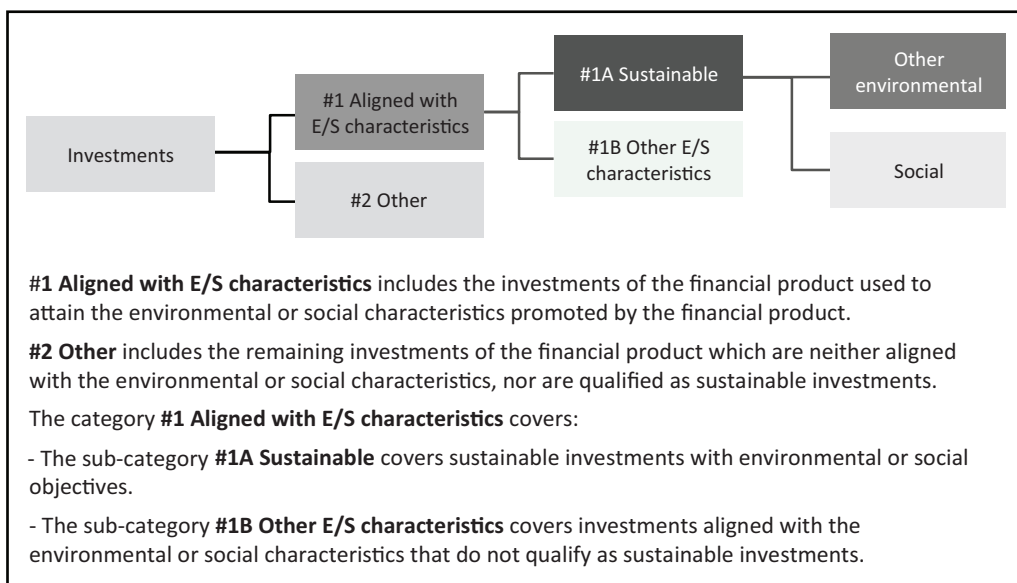 Investments
#1 Aligned with
E/S characteristics
#2 Other
#1A Sustainable
#1B Other E/S
characteristics
Other
environmental
Social
#1 Aligned with E/S characteristics includes the investments of the financial product used to
attain the environmental or social characteristics promoted by the financial product.
#2 Other includes the remaining investments of the financial product which are neither aligned
with the environmental or social characteristics, nor are qualified as sustainable investments.
The category #1 Aligned with E/S characteristics covers:
- The sub-category #1A Sustainable covers sustainable investments with environmental or social
objectives.
- The sub-category #1B Other E/S characteristics covers investments aligned with the
environmental or social characteristics that do not qualify as sustainable investments.